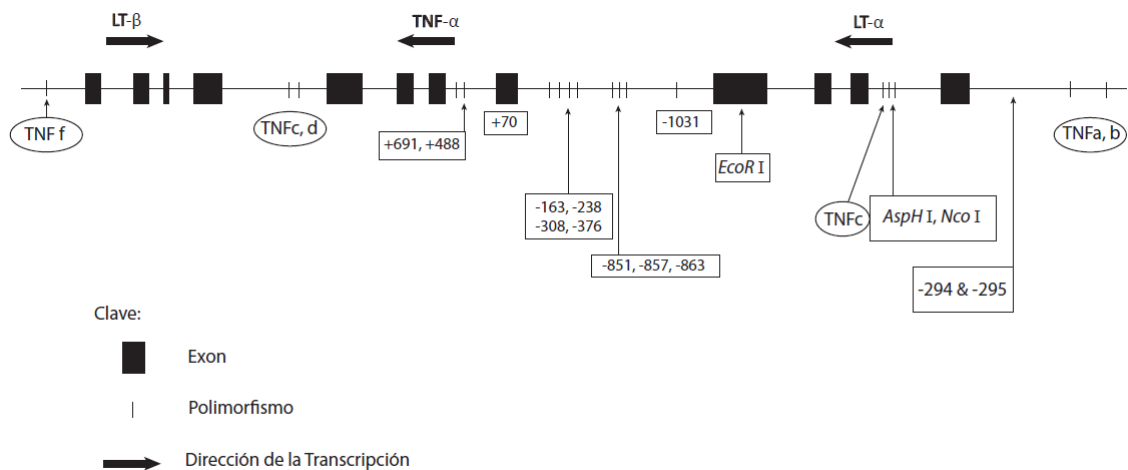 LT-β
TNF-α
LT-α
TNF f
TNFc, d
+691, +488
+70
-163, -238
-308, -376
-851, -857, -863
-1031
EcoR I
TNFc
AspH I, Nco I
-294 & -295
TNFa, b
Clave:
Exon
Polimorfismo
Dirección de la Transcripción